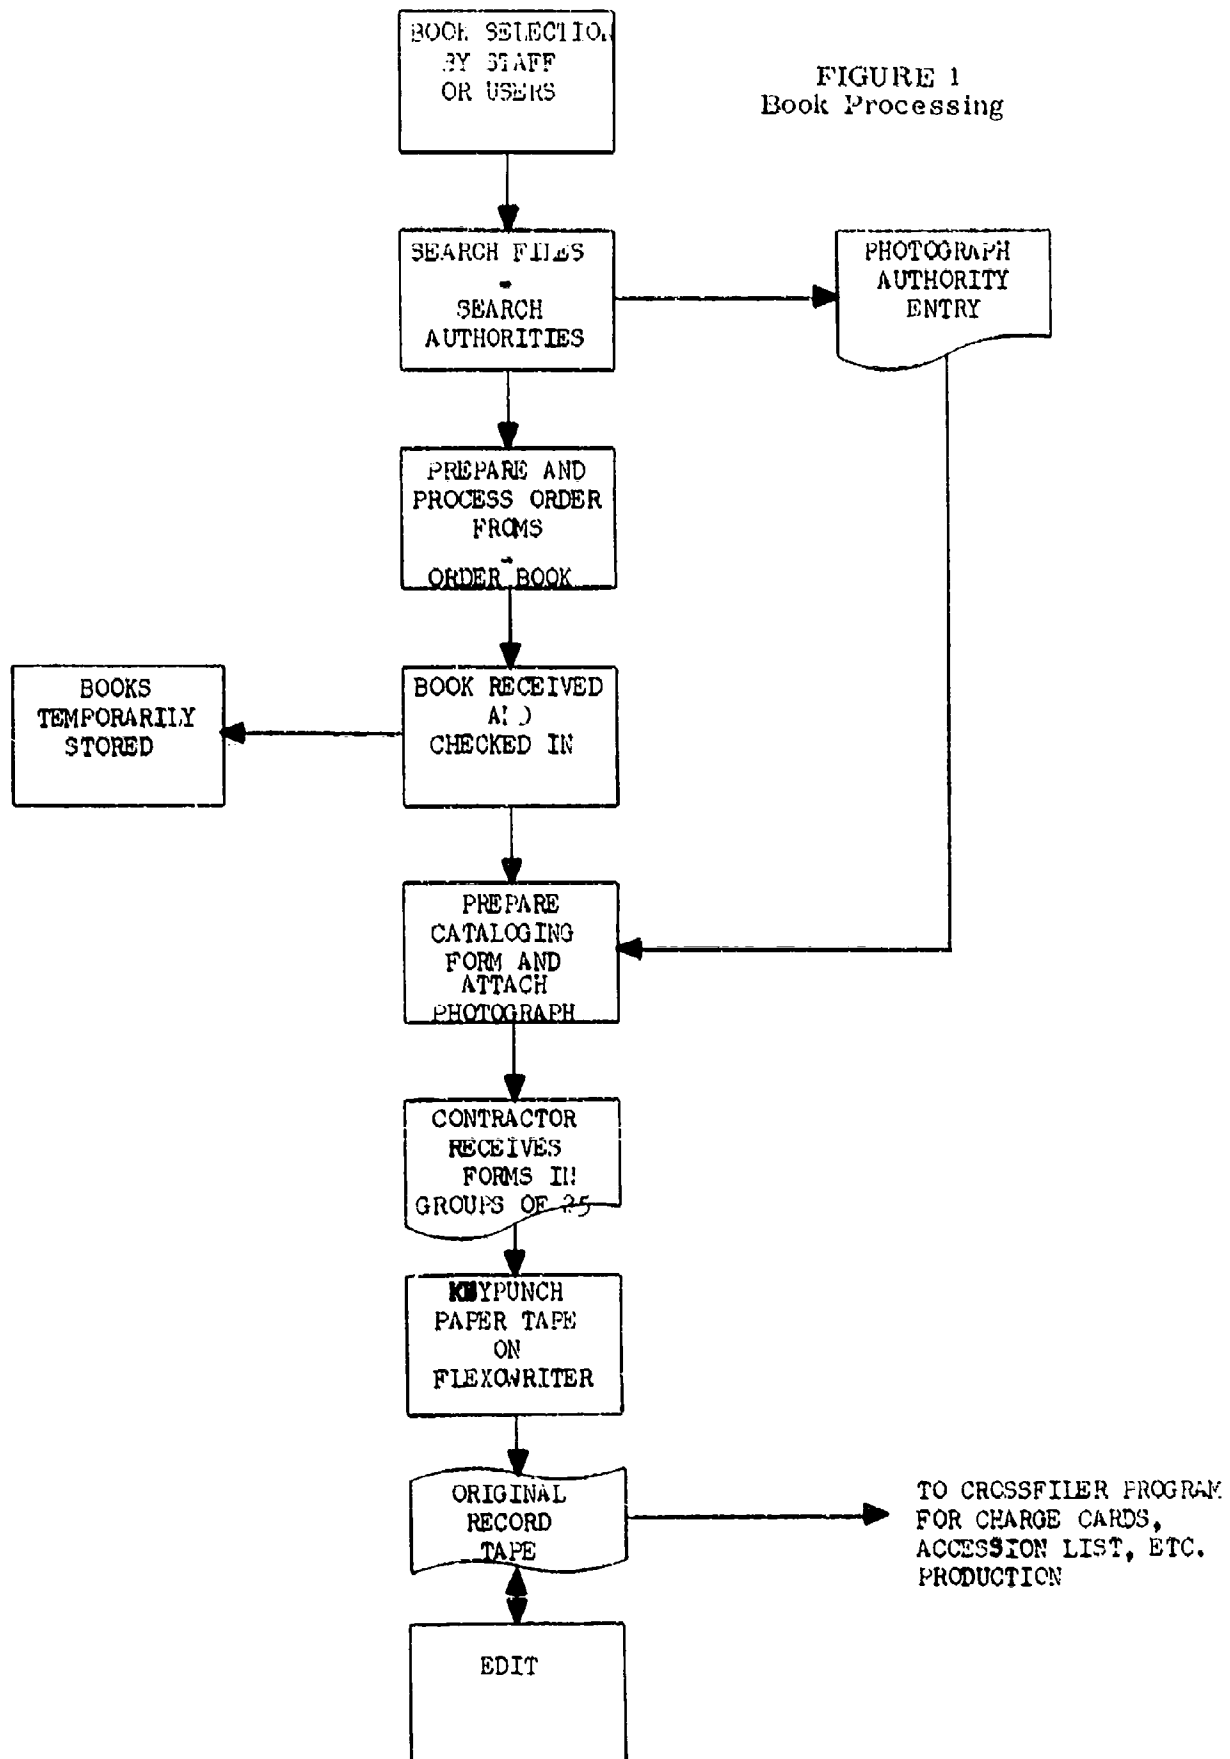 BOOK SELECTION
BY STAFF
OR USERS
FIGURE 1
Book Processing
SEARCH FILES
-
SEARCH
AUTHORITIES
PHOTOGRAPH
AUTHORITY
ENTRY
PREPARE AND
PROCESS ORDER
FROMS
-
ORDER BOOK
BOOKS
TEMPORARILY
STORED
BOOK RECEIVED
AND
CHECKED IN
PREPARE
CATALOGING
FORM AND
ATTACH
PHOTOGRAPH
CONTRACTOR
RECEIVES
FORMS IN
GROUPS OF 25
KEYPUNCH
PAPER TAPE
ON
FLEXOWRITER
ORIGINAL
RECORD
TAPE
TO CROSSFILER PROGRAM
FOR CHARGE CARDS,
ACCESSION LIST, ETC.
PRODUCTION
EDIT